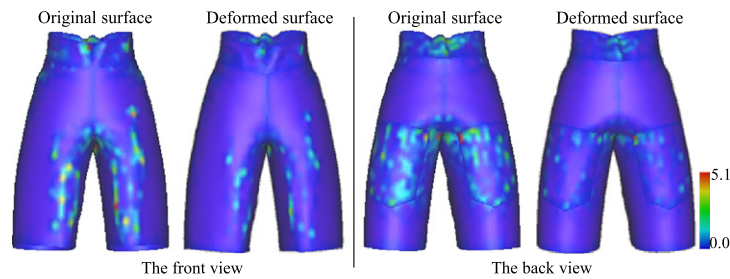 Original surface
Deformed surface
Original surface
Deformed surface
5.1
0.0
The front view
The back view